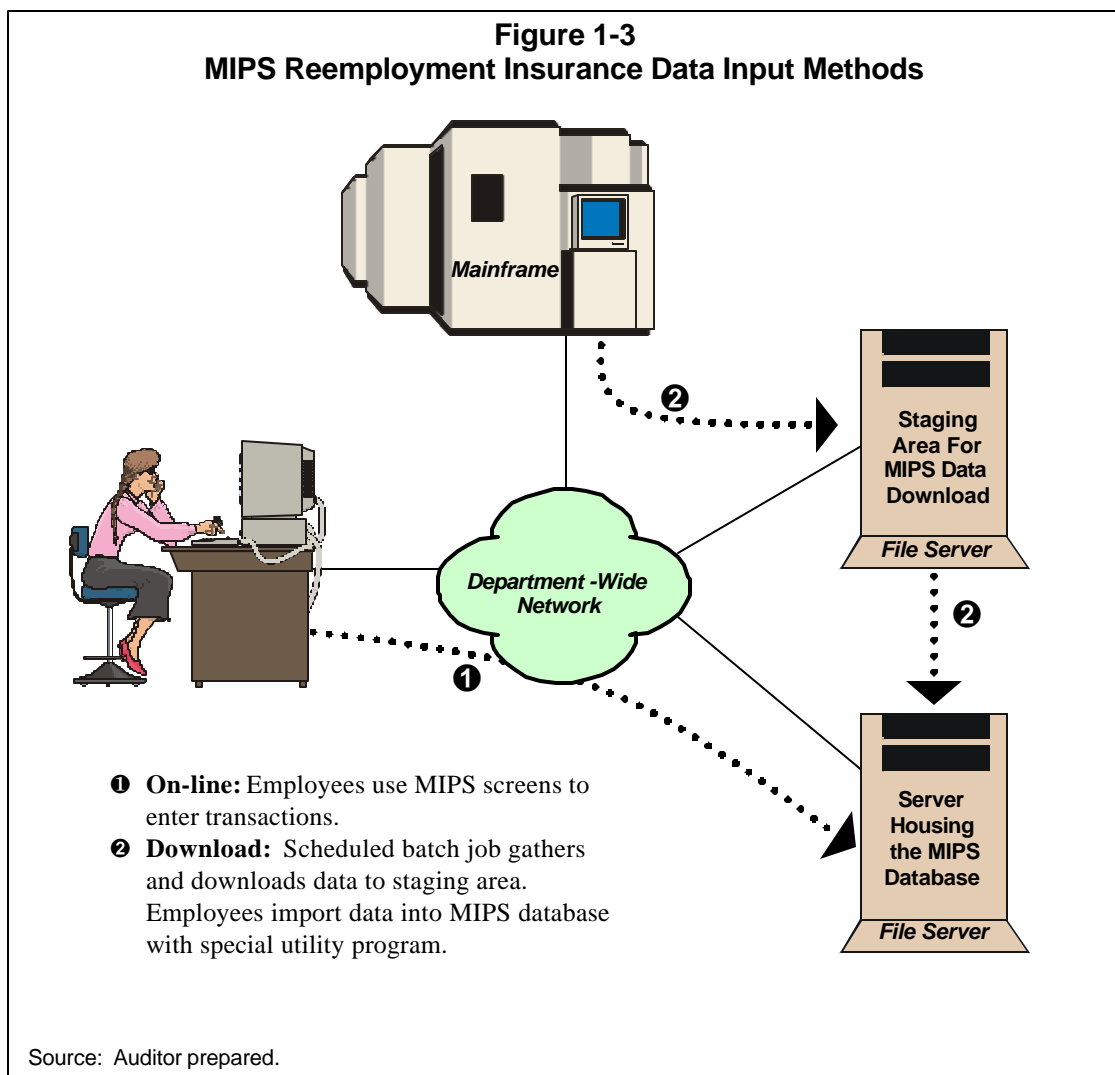 Figure 1-3
MIPS Reemployment Insurance Data Input Methods
Mainframe
❷
Staging
Area For
MIPS Data
Download
File Server
Department -Wide
Network
❷
❶
Server
Housing
the MIPS
Database
File Server
❶ On-line: Employees use MIPS screens to
enter transactions.
❷ Download: Scheduled batch job gathers
and downloads data to staging area.
Employees import data into MIPS database
with special utility program.
Source: Auditor prepared.